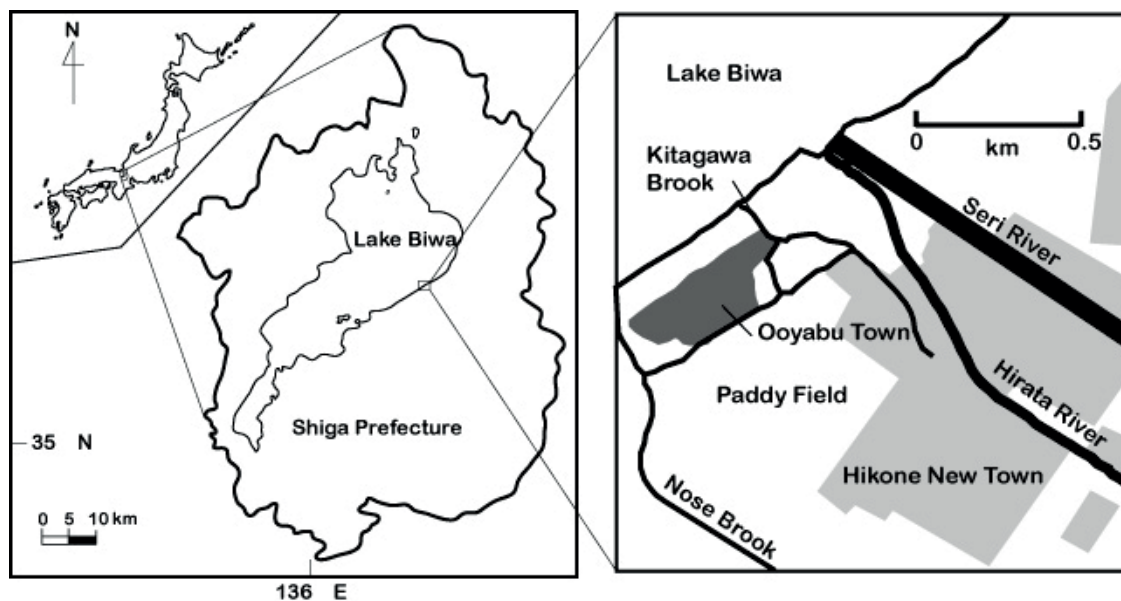 N
Lake Biwa
Shiga Prefecture
35 N
0 5 10 km
136 E
Lake Biwa
0 0.5
km
Kitagawa
Brook
Seri River
Ooyabu Town
Paddy Field
Hirata River
Hikone New Town
Nose Brook